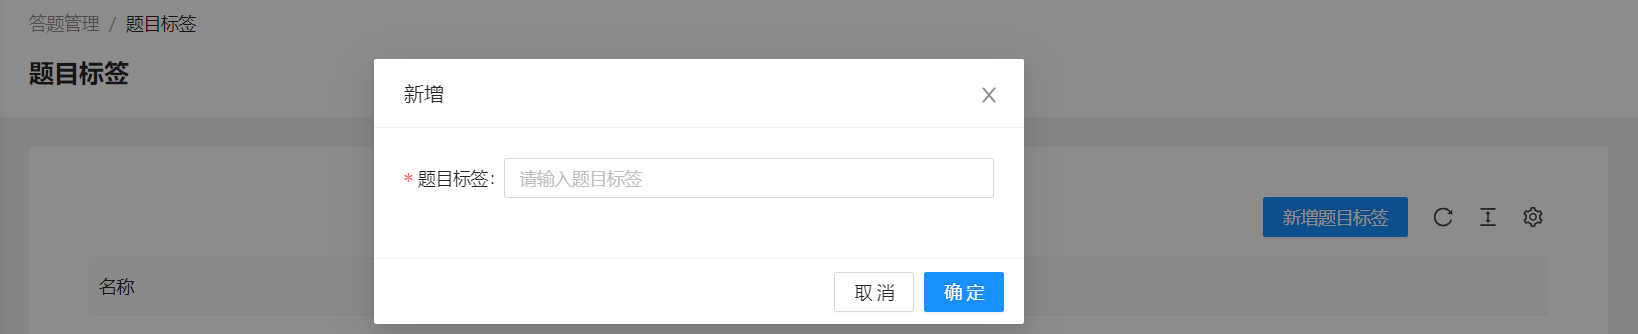 答题管理 / 题目标签
题目标签
新增
* 题目标签:
请输入题目标签
新增题目标签
名称
取 消
确 定